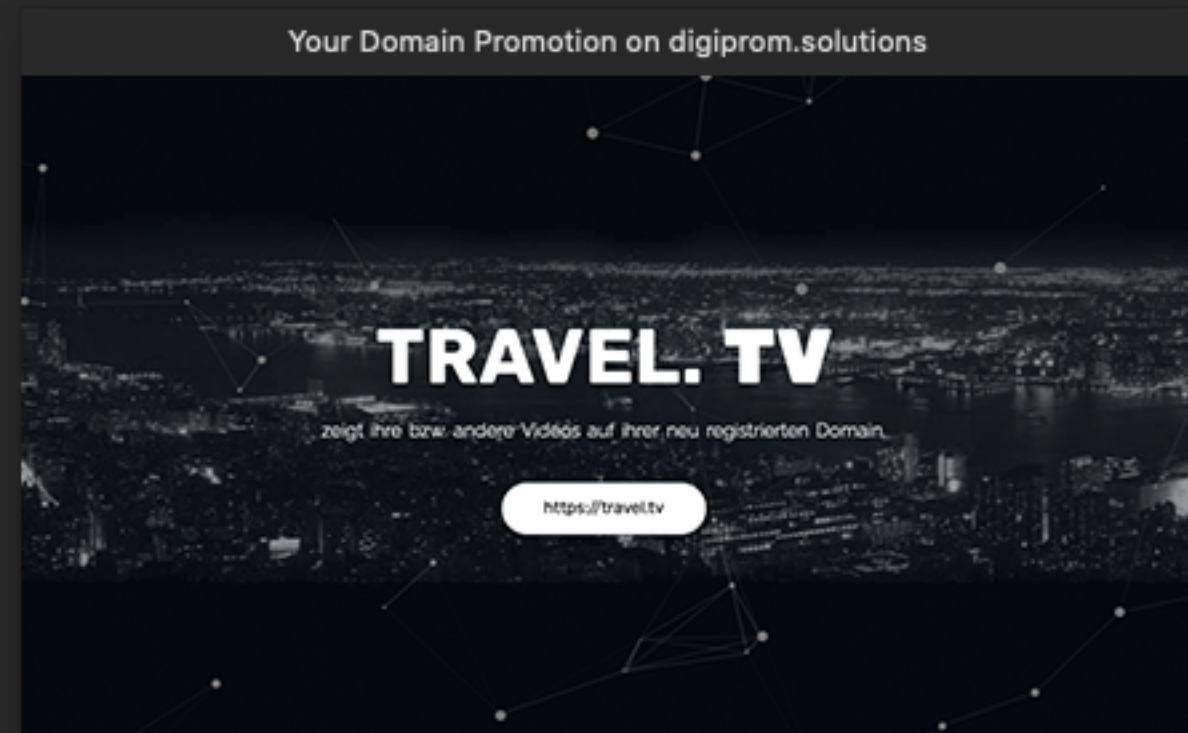 Your Domain Promotion on digiprom.solutions
TRAVEL. TV
zeigt ihre bzw. andere Videos auf ihrer neu registrierten Domain.
https://travel.tv